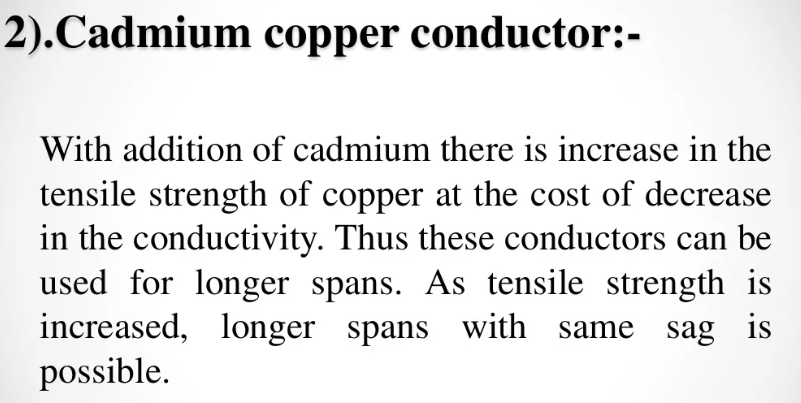 2).Cadmium copper conductor:-
With addition of cadmium there is increase in the
tensile strength of copper at the cost of decrease
in the conductivity. Thus these conductors can be
used for longer spans. As tensile strength is
increased, longer spans with same sag is
possible.